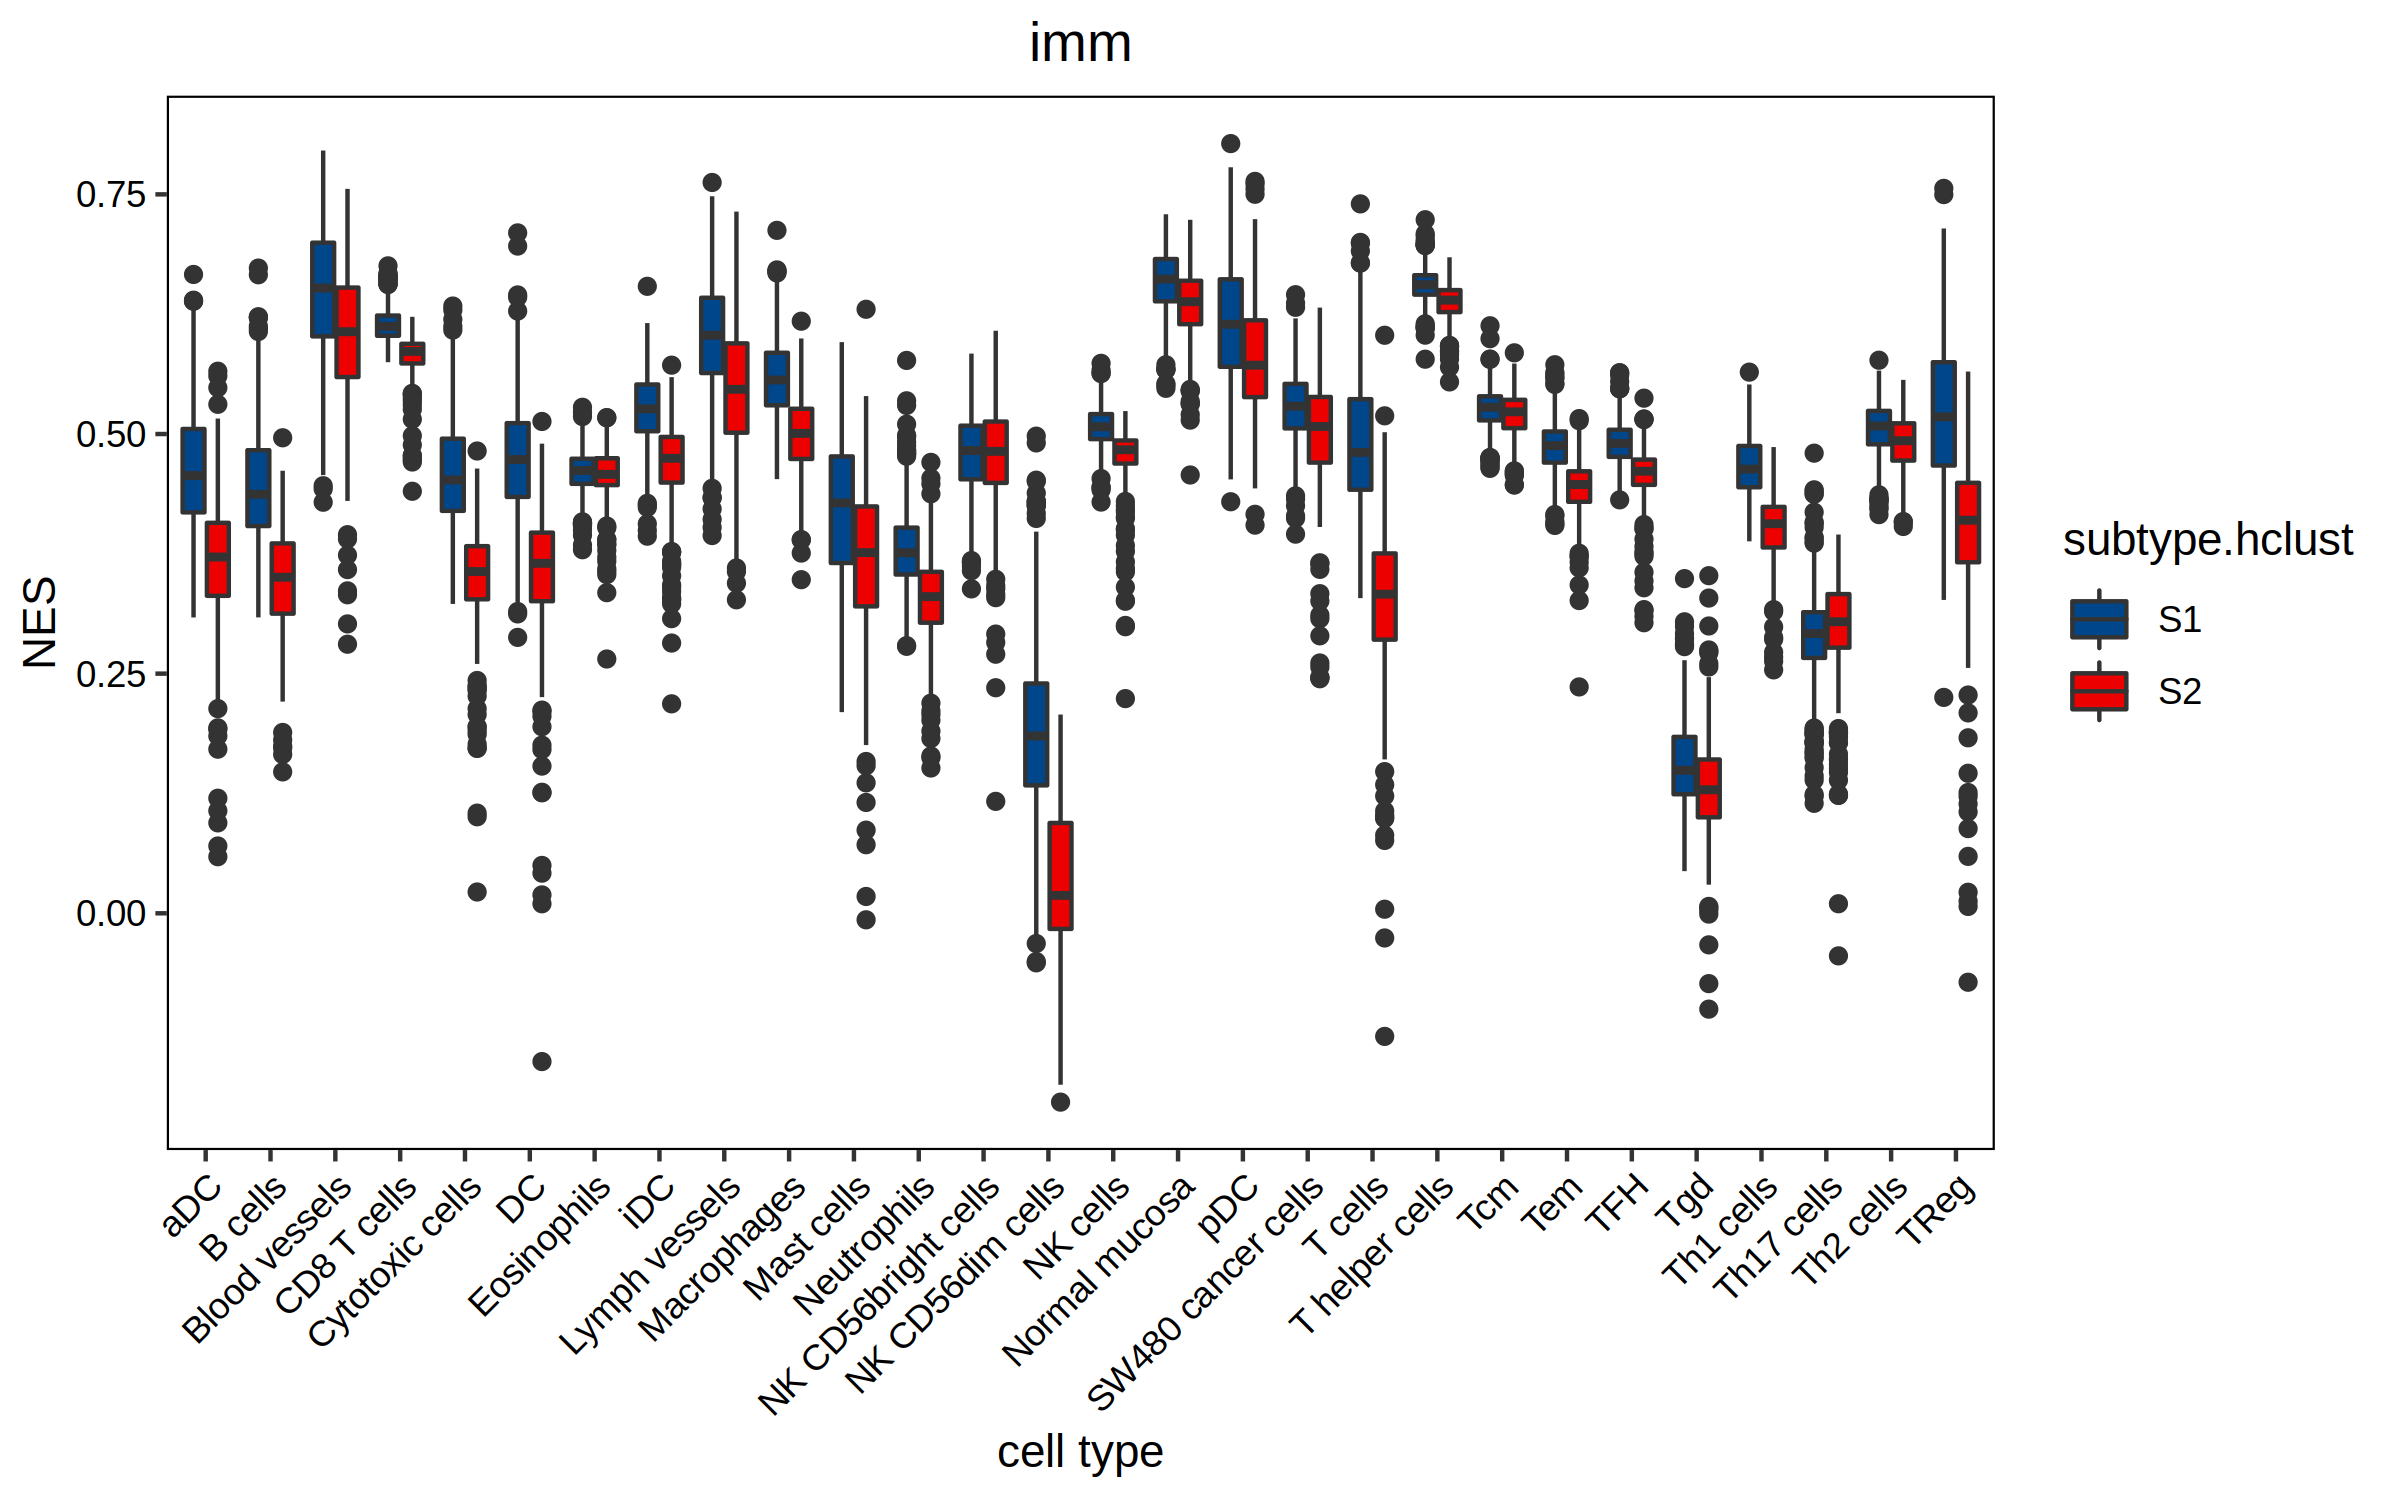 imm
NES
0.75
0.50
0.25
0.00
aDC
B cells
Blood vessels
CD8 T cells
Cytotoxic cells
DC
Eosinophils
iDC
Lymph vessels
Macrophages
Mast cells
Neutrophils
NK CD56bright cells
NK CD56dim cells
NK cells
Normal mucosa
pDC
SW480 cancer cells
T cells
T helper cells
Tcm
Tem
TFH
Tgd
Th1 cells
Th17 cells
Th2 cells
TReg
cell type
subtype.hclust
S1
S2